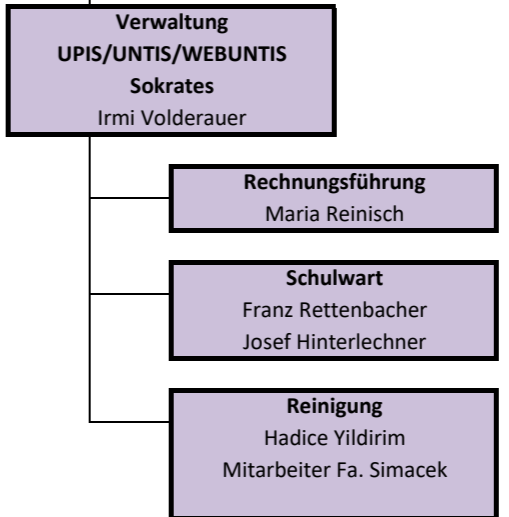 Verwaltung
UPIS/UNTIS/WEBUNTIS
Sokrates
Irmi Volderauer
Rechnungsführung
Maria Reinisch
Schulwart
Franz Rettenbacher
Josef Hinterlechner
Reinigung
Hadice Yildirim
Mitarbeiter Fa. Simacek